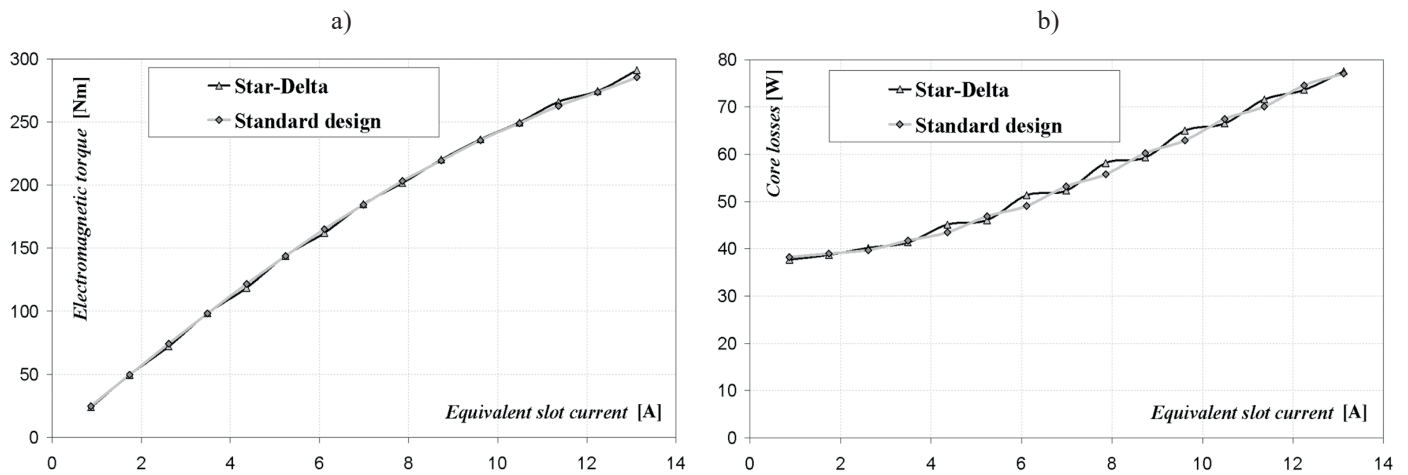 a)
300
250
200
150
100
50
0
Electromagnetic torque [Nm]
Star-Delta
Standard design
Equivalent slot current [A]
0 2 4 6 8 10 12 14
b)
80
70
60
50
40
30
20
10
0
Core losses [W]
Star-Delta
Standard design
Equivalent slot current [A]
0 2 4 6 8 10 12 14